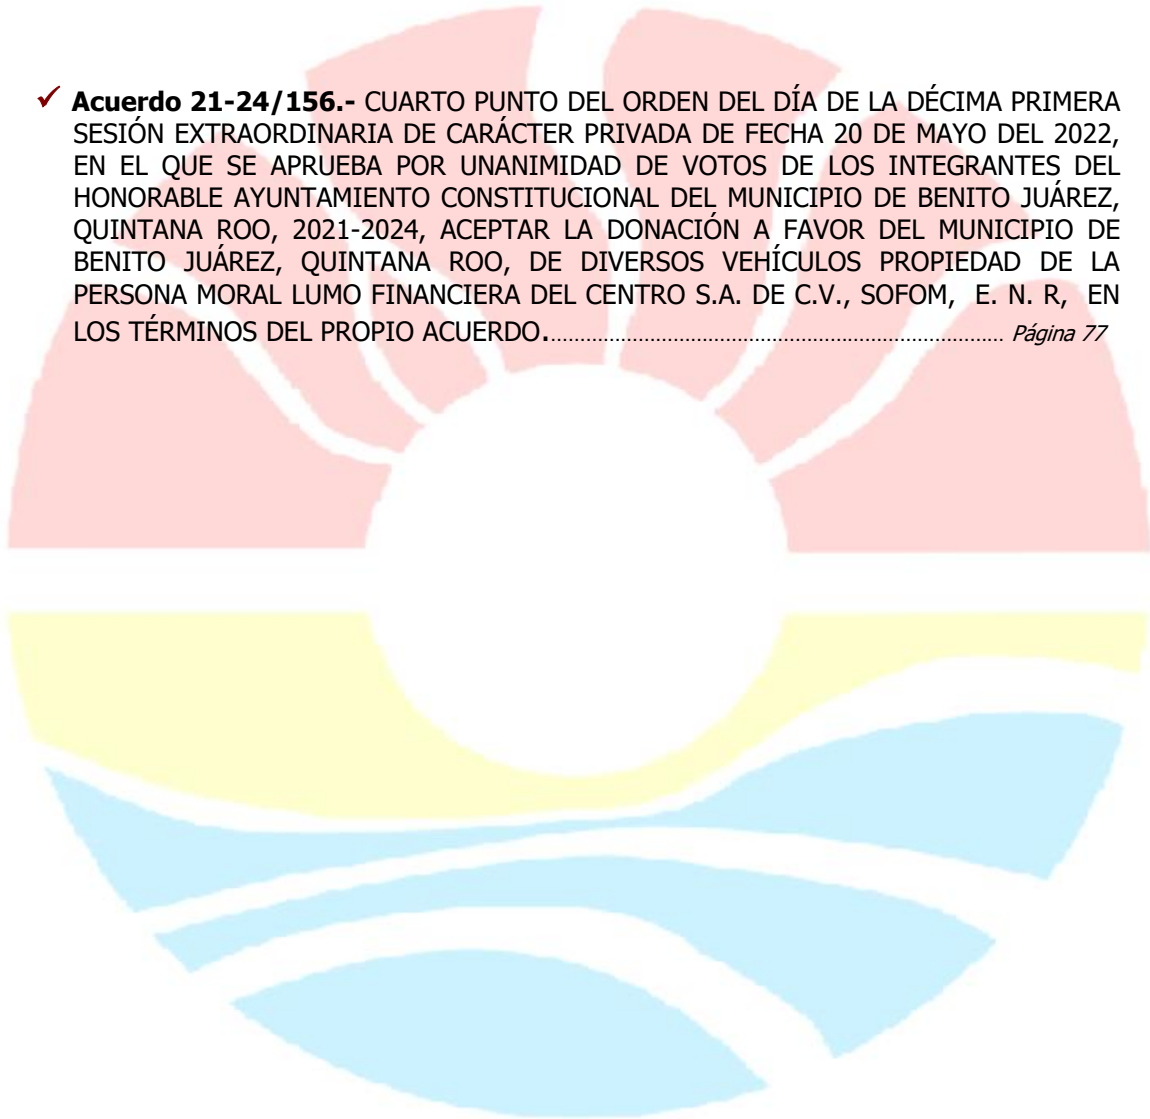 ✓ Acuerdo 21-24/156.- CUARTO PUNTO DEL ORDEN DEL DÍA DE LA DÉCIMA PRIMERA
SESIÓN EXTRAORDINARIA DE CARÁCTER PRIVADA DE FECHA 20 DE MAYO DEL 2022,
EN EL QUE SE APRUEBA POR UNANIMIDAD DE VOTOS DE LOS INTEGRANTES DEL
HONORABLE AYUNTAMIENTO CONSTITUCIONAL DEL MUNICIPIO DE BENITO JUÁREZ,
QUINTANA ROO, 2021-2024, ACEPTAR LA DONACIÓN A FAVOR DEL MUNICIPIO DE
BENITO JUÁREZ, QUINTANA ROO, DE DIVERSOS VEHÍCULOS PROPIEDAD DE LA
PERSONA MORAL LUMO FINANCIERA DEL CENTRO S.A. DE C.V., SOFOM, E. N. R, EN
LOS TÉRMINOS DEL PROPIO ACUERDO................................................................................ Página 77